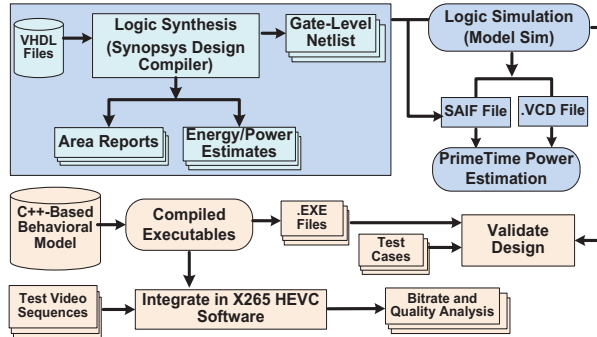 VHDL
Files
Logic Synthesis
(Synopsys Design
Compiler)
Gate-Level
Netlist
Area Reports
Energy/Power
Estimates
Logic Simulation
(Model Sim)
SAIF File
.VCD File
PrimeTime Power
Estimation
C++-Based
Behavioral
Model
Compiled
Executables
.EXE
Files
Test
Cases
Validate
Design
Test Video
Sequences
Integrate in X265 HEVC
Software
Bitrate and
Quality Analysis